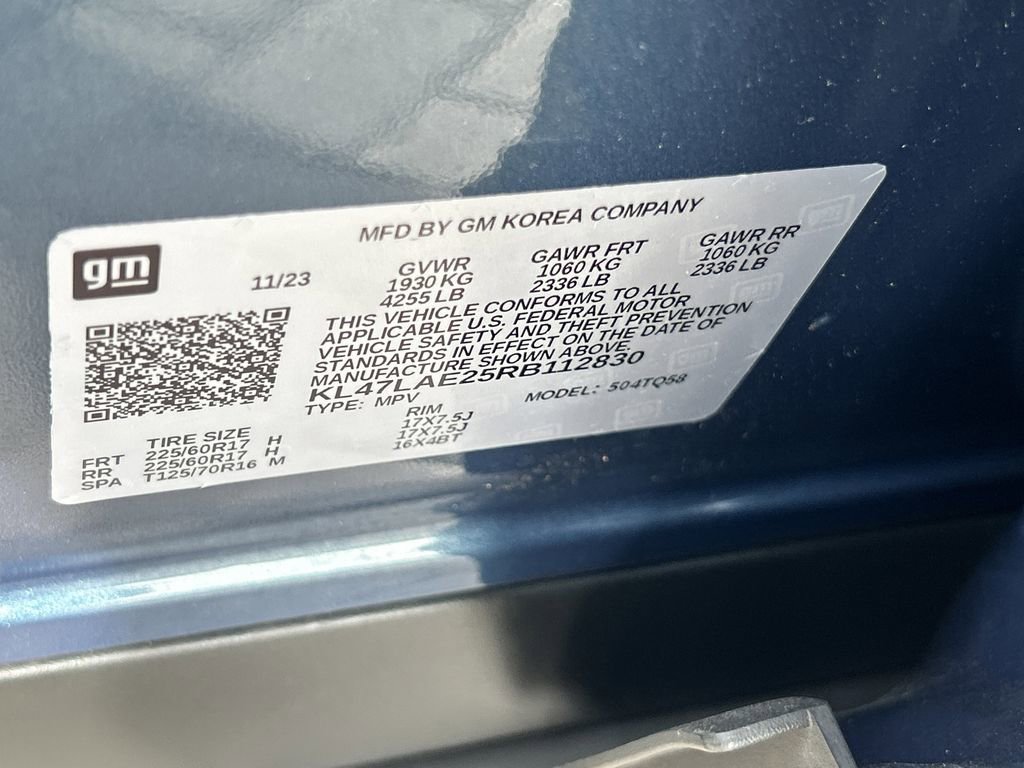 MFD BY GM KOREA COMPANY
gm
11/23
GVWR GAWR FRT GAWR RR
1930 KG 1060 KG 1060 KG
4255 LB 2336 LB 2336 LB
THIS VEHICLE CONFORMS TO ALL
APPLICABLE U.S. FEDERAL MOTOR
VEHICLE SAFETY AND THEFT PREVENTION
STANDARDS IN EFFECT ON THE DATE OF
MANUFACTURE SHOWN ABOVE.
KL47LAE25RB112830
TYPE: MPV MODEL: 504TQ58
TIRE SIZE RIM
FRT 225/60R17 H 17X7.5J
RR 225/60R17 H 17X7.5J
SPA T125/70R16 M 16X4BT